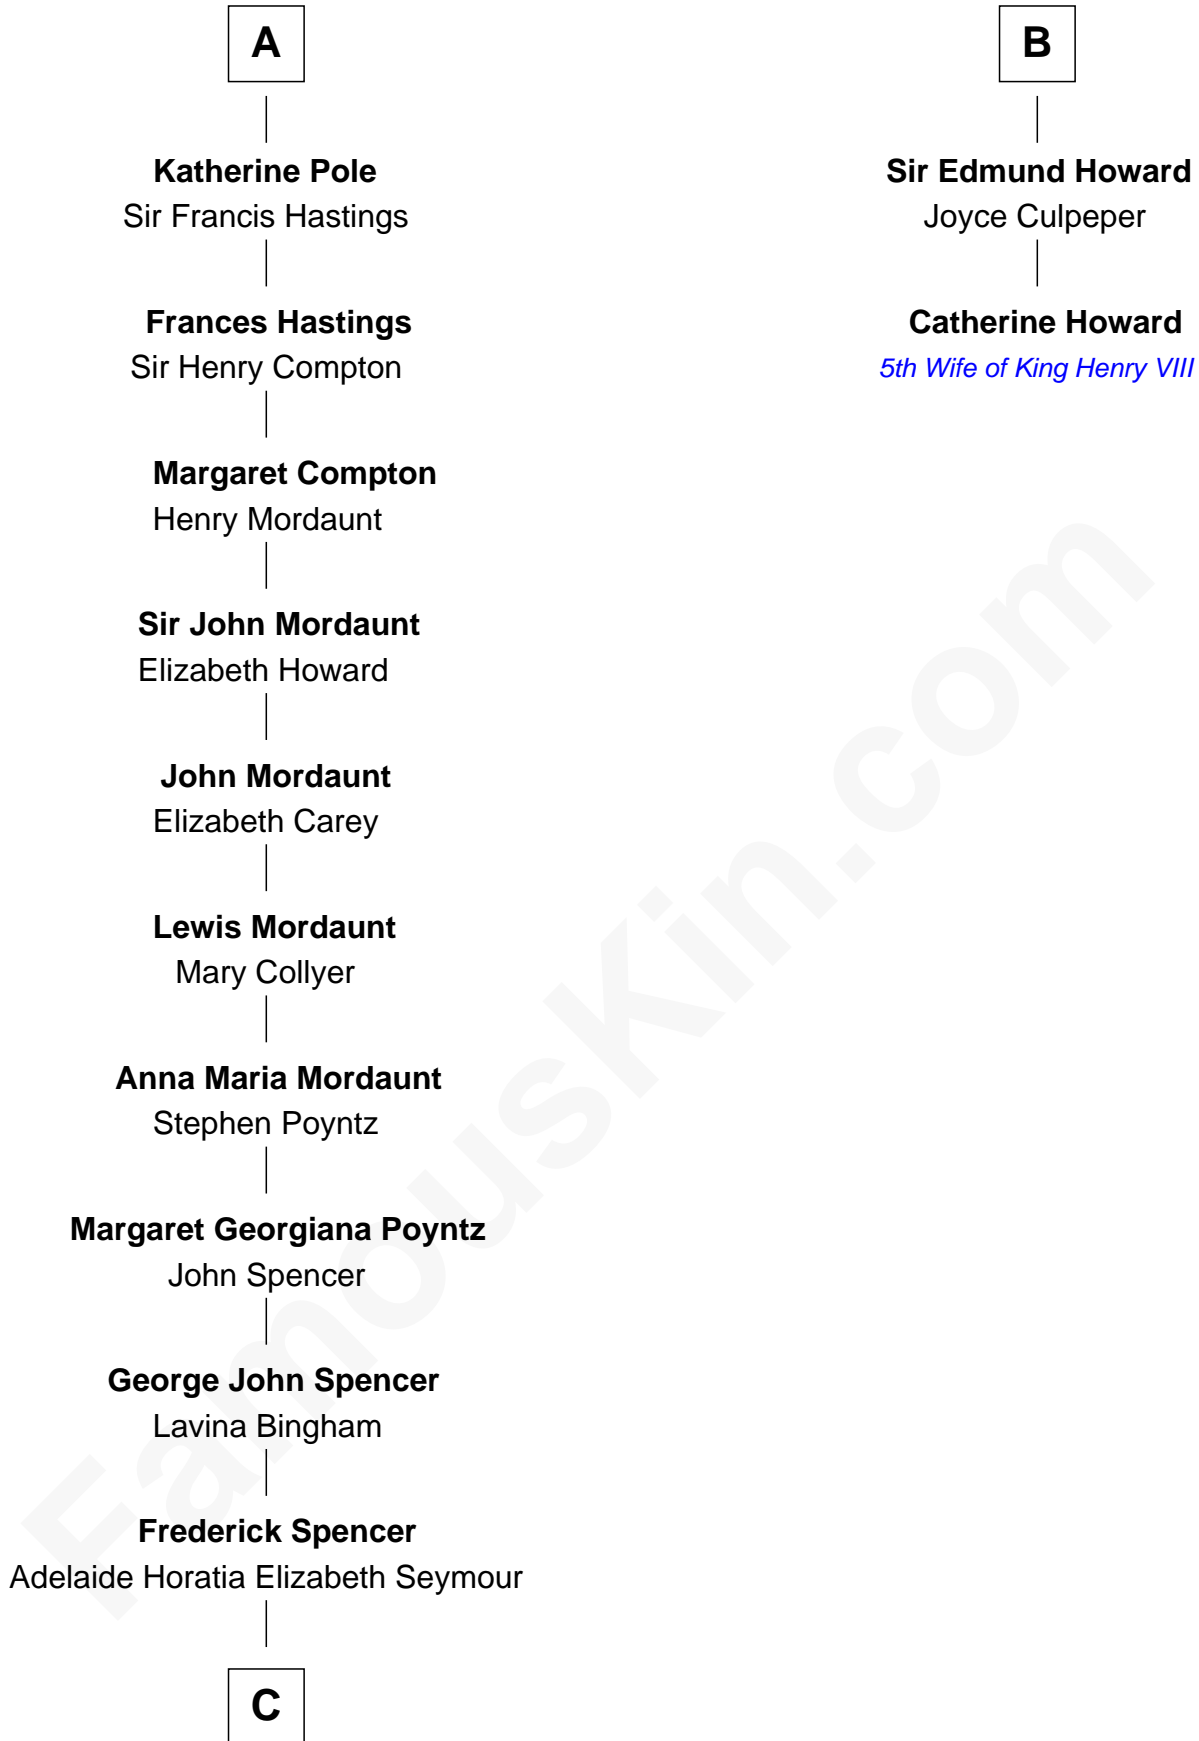 A
Katherine Pole
Sir Francis Hastings
Frances Hastings
Sir Henry Compton
Margaret Compton
Henry Mordaunt
Sir John Mordaunt
Elizabeth Howard
John Mordaunt
Elizabeth Carey
Lewis Mordaunt
Mary Collyer
Anna Maria Mordaunt
Stephen Poyntz
Margaret Georgiana Poyntz
John Spencer
George John Spencer
Lavina Bingham
Frederick Spencer
Adelaide Horatia Elizabeth Seymour
C
B
Sir Edmund Howard
Joyce Culpeper
Catherine Howard
5th Wife of King Henry VIII
FamousKin.com